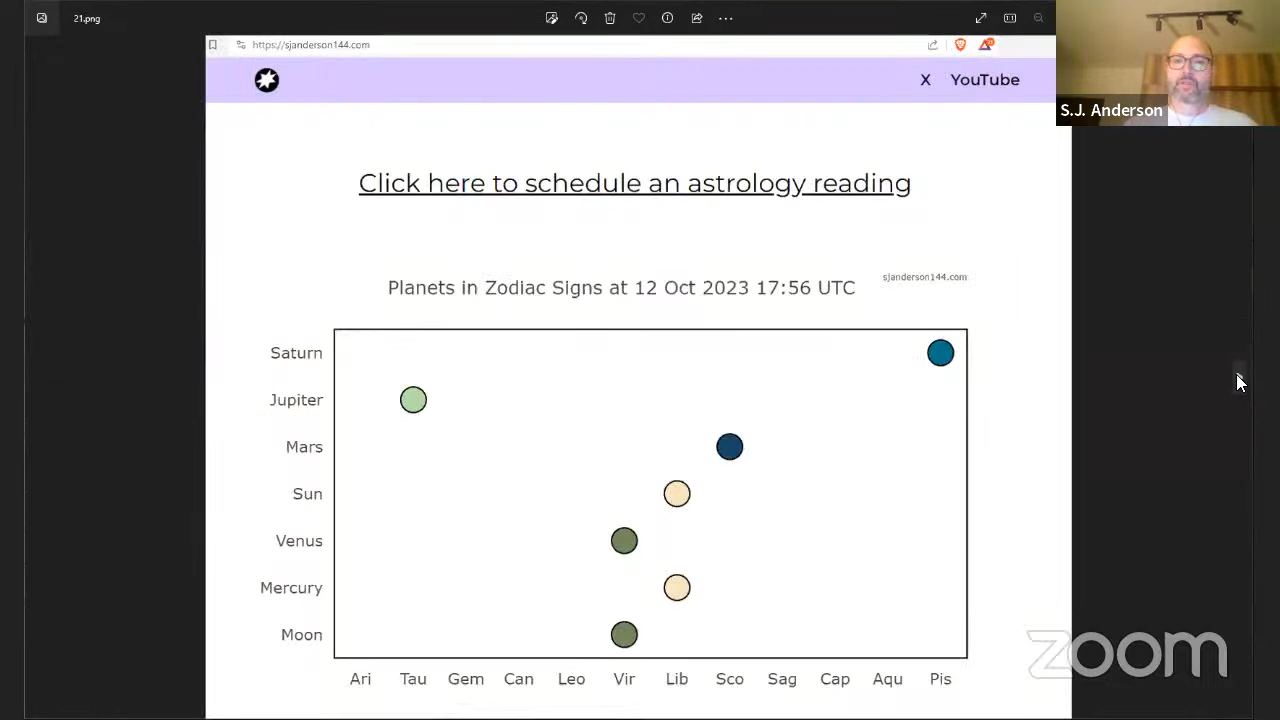 21.png
https://sjanderson144.com
X YouTube
S.J. Anderson
Click here to schedule an astrology reading
sjanderson144.com
Planets in Zodiac Signs at 12 Oct 2023 17:56 UTC
Saturn
Jupiter
Mars
Sun
Venus
Mercury
Moon
Ari Tau Gem Can Leo Vir Lib Sco Sag Cap Aqu Pis
zoom